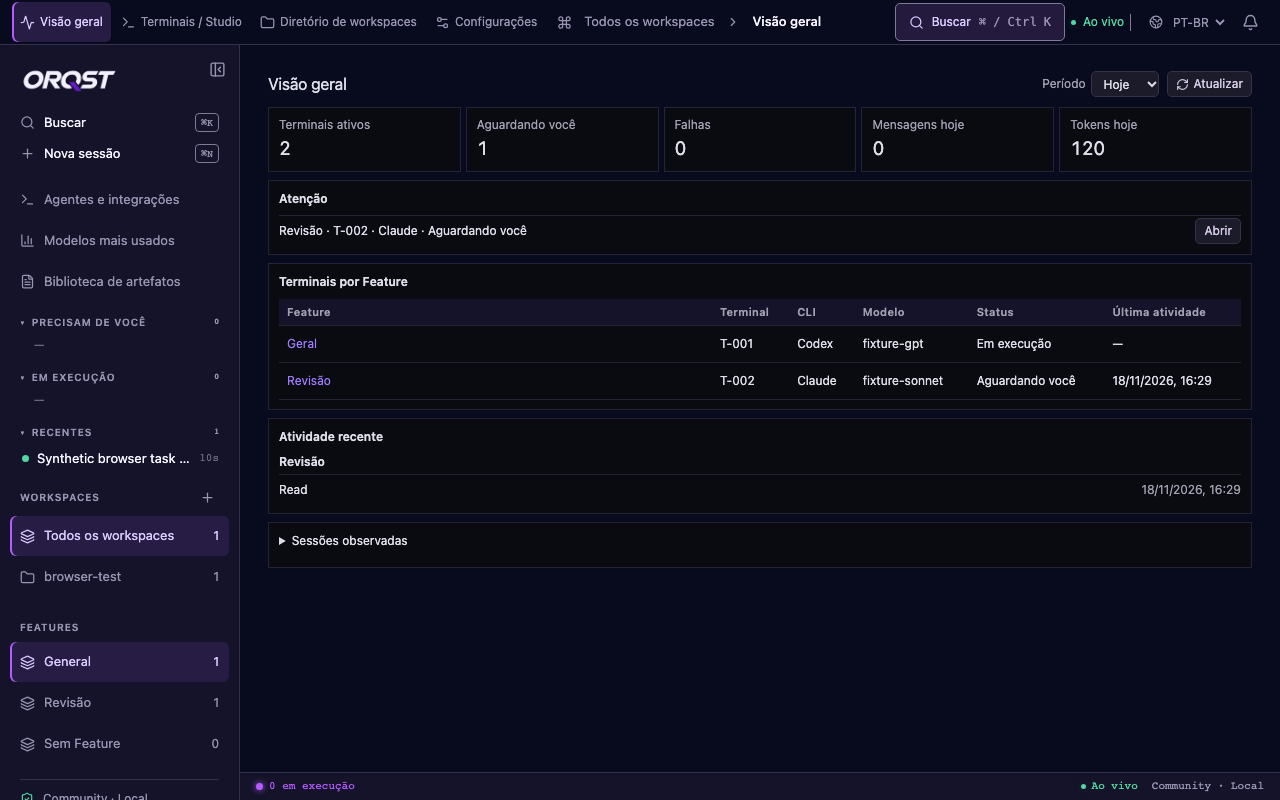 Visão geral
Terminais / Studio
Diretório de workspaces
Configurações
Todos os workspaces
Visão geral
Buscar ⌘ / Ctrl K
Ao vivo
PT-BR
ORQST
Buscar ⌘K
Nova sessão ⌘N
Agentes e integrações
Modelos mais usados
Biblioteca de artefatos
PRECISAM DE VOCÊ 0
—
EM EXECUÇÃO 0
—
RECENTES 1
Synthetic browser task ... 10s
WORKSPACES
Todos os workspaces 1
browser-test 1
FEATURES
General 1
Revisão 1
Sem Feature 0
Community · Local
Visão geral
Período Hoje Atualizar
Terminais ativos
2
Aguardando você
1
Falhas
0
Mensagens hoje
0
Tokens hoje
120
Atenção
Revisão · T-002 · Claude · Aguardando você Abrir
Terminais por Feature
Feature Terminal CLI Modelo Status Última atividade
Geral T-001 Codex fixture-gpt Em execução —
Revisão T-002 Claude fixture-sonnet Aguardando você 18/11/2026, 16:29
Atividade recente
Revisão
Read 18/11/2026, 16:29
Sessões observadas
0 em execução
Ao vivo Community · Local